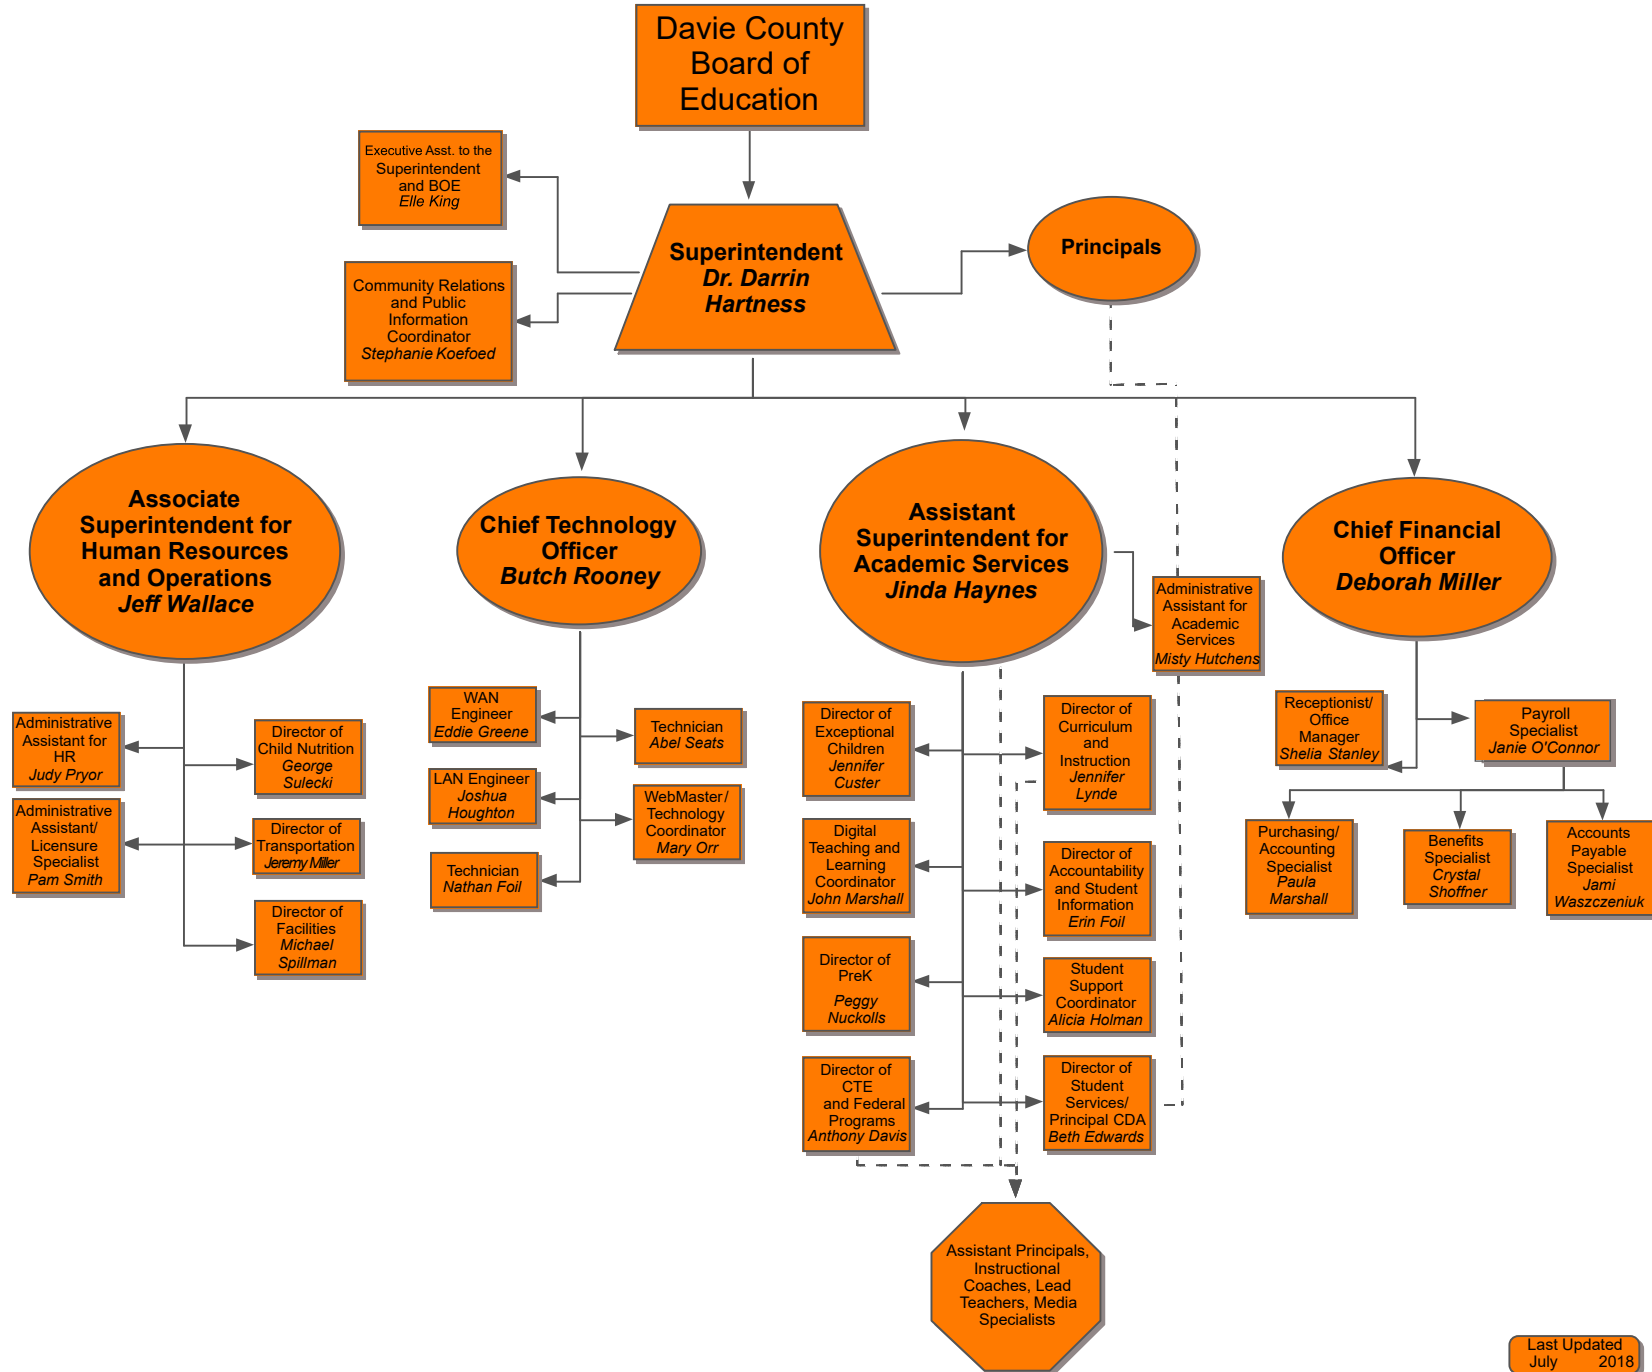 Davie County
Board of
Education
Executive Asst. to the
Superintendent
and BOE
Elle King
Superintendent
Dr. Darrin
Hartness
Principals
Community Relations
and Public
Information
Coordinator
Stephanie Koefoed
Associate
Superintendent for
Human Resources
and Operations
Jeff Wallace
Chief Technology
Officer
Butch Rooney
Assistant
Superintendent for
Academic Services
Jinda Haynes
Chief Financial
Officer
Deborah Miller
Administrative
Assistant for
Academic
Services
Misty Hutchens
Administrative
Assistant for
HR
Judy Pryor
Director of
Child Nutrition
George
Sulecki
Administrative
Assistant/
Licensure
Specialist
Pam Smith
Director of
Transportation
Jeremy Miller
Director of
Facilities
Michael
Spillman
WAN
Engineer
Eddie Greene
Technician
Abel Seats
LAN Engineer
Joshua
Houghton
WebMaster/
Technology
Coordinator
Mary Orr
Technician
Nathan Foil
Director of
Exceptional
Children
Jennifer
Custer
Director of
Curriculum
and
Instruction
Jennifer
Lynde
Digital
Teaching and
Learning
Coordinator
John Marshall
Director of
Accountability
and Student
Information
Erin Foil
Director of
PreK
Peggy
Nuckolls
Student
Support
Coordinator
Alicia Holman
Director of
CTE
and Federal
Programs
Anthony Davis
Director of
Student
Services/
Principal CDA
Beth Edwards
Receptionist/
Office
Manager
Shelia Stanley
Payroll
Specialist
Janie O'Connor
Purchasing/
Accounting
Specialist
Paula
Marshall
Benefits
Specialist
Crystal
Shoffner
Accounts
Payable
Specialist
Jami
Waszczeniuk
Assistant Principals,
Instructional
Coaches, Lead
Teachers, Media
Specialists
Last Updated
July 2018